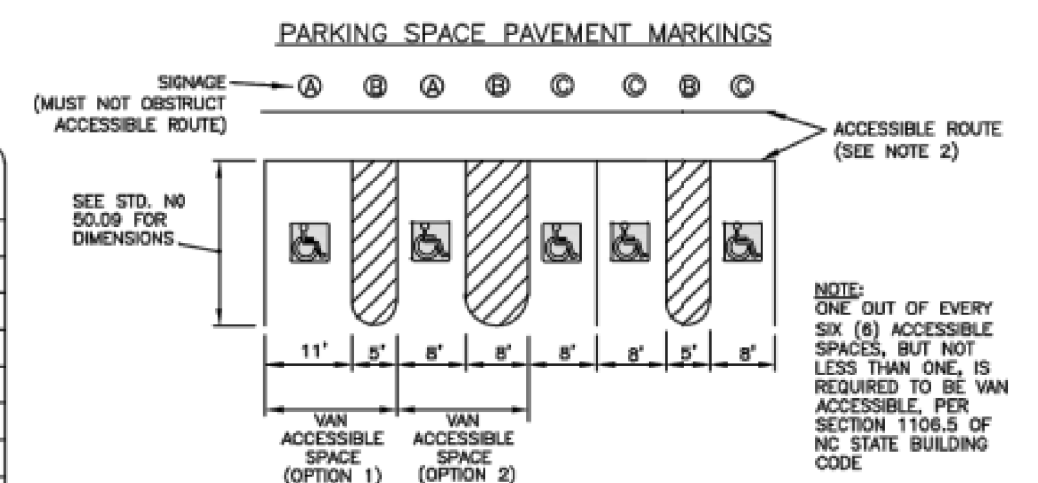 PARKING SPACE PAVEMENT MARKINGS
SIGNAGE
(MUST NOT OBSTRUCT
ACCESSIBLE ROUTE)
A B A B C C B C
ACCESSIBLE ROUTE
(SEE NOTE 2)
SEE STD. NO
50.09 FOR
DIMENSIONS
11' 5' 8' 8' 8' 8' 5' 8'
VAN
ACCESSIBLE
SPACE
(OPTION 1)
VAN
ACCESSIBLE
SPACE
(OPTION 2)
NOTE:
ONE OUT OF EVERY
SIX (6) ACCESSIBLE
SPACES, BUT NOT
LESS THAN ONE, IS
REQUIRED TO BE VAN
ACCESSIBLE, PER
SECTION 1106.5 OF
NC STATE BUILDING
CODE